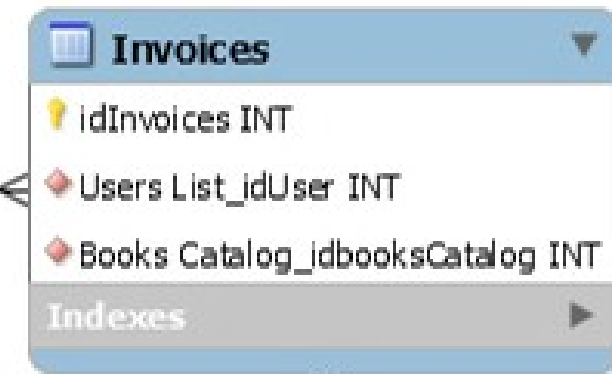 Invoices
idInvoices INT
Users List_idUser INT
Books Catalog_idbooksCatalog INT
Indexes